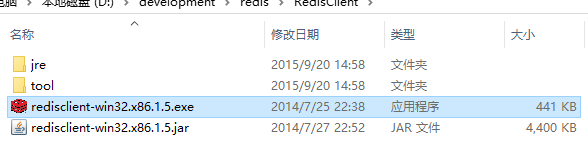 电脑 › 本地磁盘 (D:) › development › redis › RedisClient ›
名称 修改日期 类型 大小
jre 2015/9/20 14:58 文件夹
tool 2015/9/20 14:58 文件夹
redisclient-win32.x86.1.5.exe 2014/7/25 22:38 应用程序 441 KB
redisclient-win32.x86.1.5.jar 2014/7/27 22:52 JAR 文件 4,400 KB